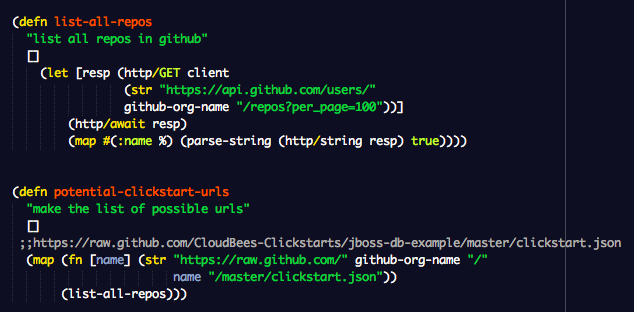 (defn list-all-repos
"list all repos in github"
[]
(let [resp (http/GET client
(str "https://api.github.com/users/"
github-org-name "/repos?per_page=100"))]
(http/await resp)
(map #(:name %) (parse-string (http/string resp) true))))
(defn potential-clickstart-urls
"make the list of possible urls"
[]
;;https://raw.github.com/CloudBees-Clickstarts/jboss-db-example/master/clickstart.json
(map (fn [name] (str "https://raw.github.com/" github-org-name "/"
name "/master/clickstart.json"))
(list-all-repos)))